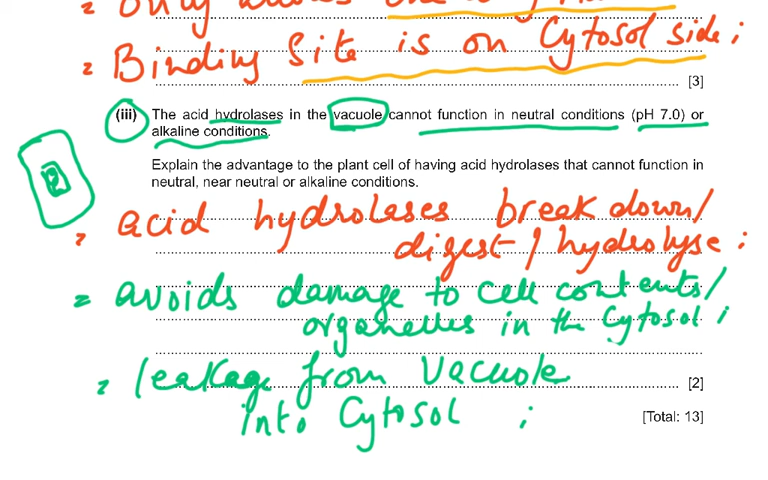 only
Binding site is on Cytosol side ;
[3]
(iii) The acid hydrolases in the vacuole cannot function in neutral conditions (pH 7.0) or
alkaline conditions.
Explain the advantage to the plant cell of having acid hydrolases that cannot function in
neutral, near neutral or alkaline conditions.
acid hydrolases break down/
digest / hydrolyse ;
avoids damage to cell contents/
organelles in the Cytosol ;
leakage from Vacuole
[2]
into Cytosol ;
[Total: 13]